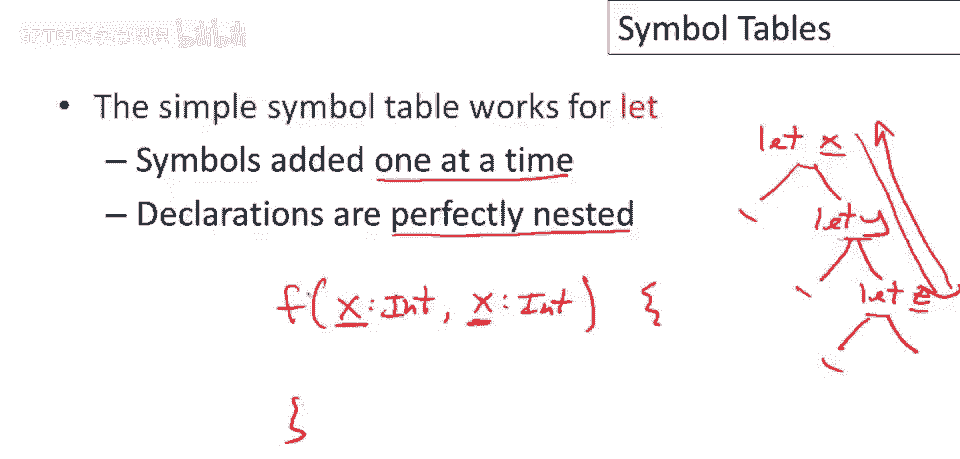 Symbol Tables
• The simple symbol table works for let
– Symbols added one at a time
– Declarations are perfectly nested
let x
let y
let z
f(x:Int, x:Int) {
}